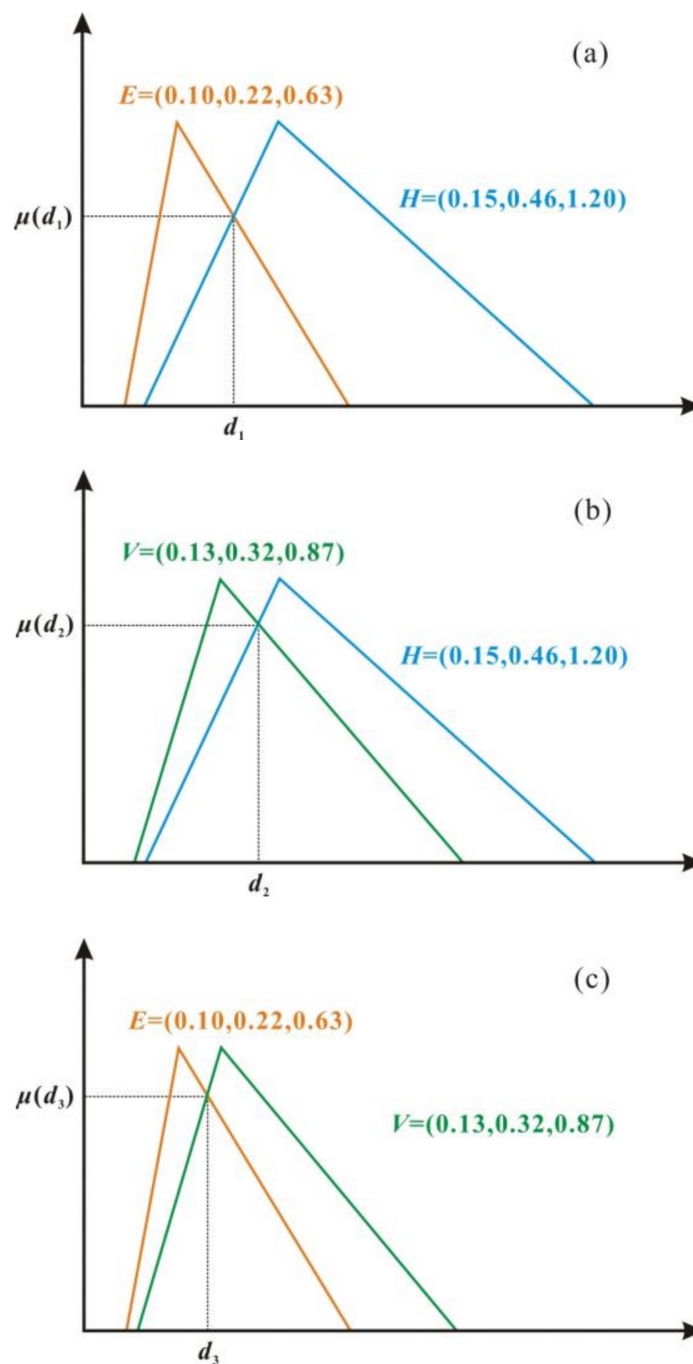 (a)
E=(0.10,0.22,0.63)
H=(0.15,0.46,1.20)
μ(d₁)
d₁
(b)
V=(0.13,0.32,0.87)
μ(d₂)
H=(0.15,0.46,1.20)
d₂
(c)
E=(0.10,0.22,0.63)
μ(d₃)
V=(0.13,0.32,0.87)
d₃